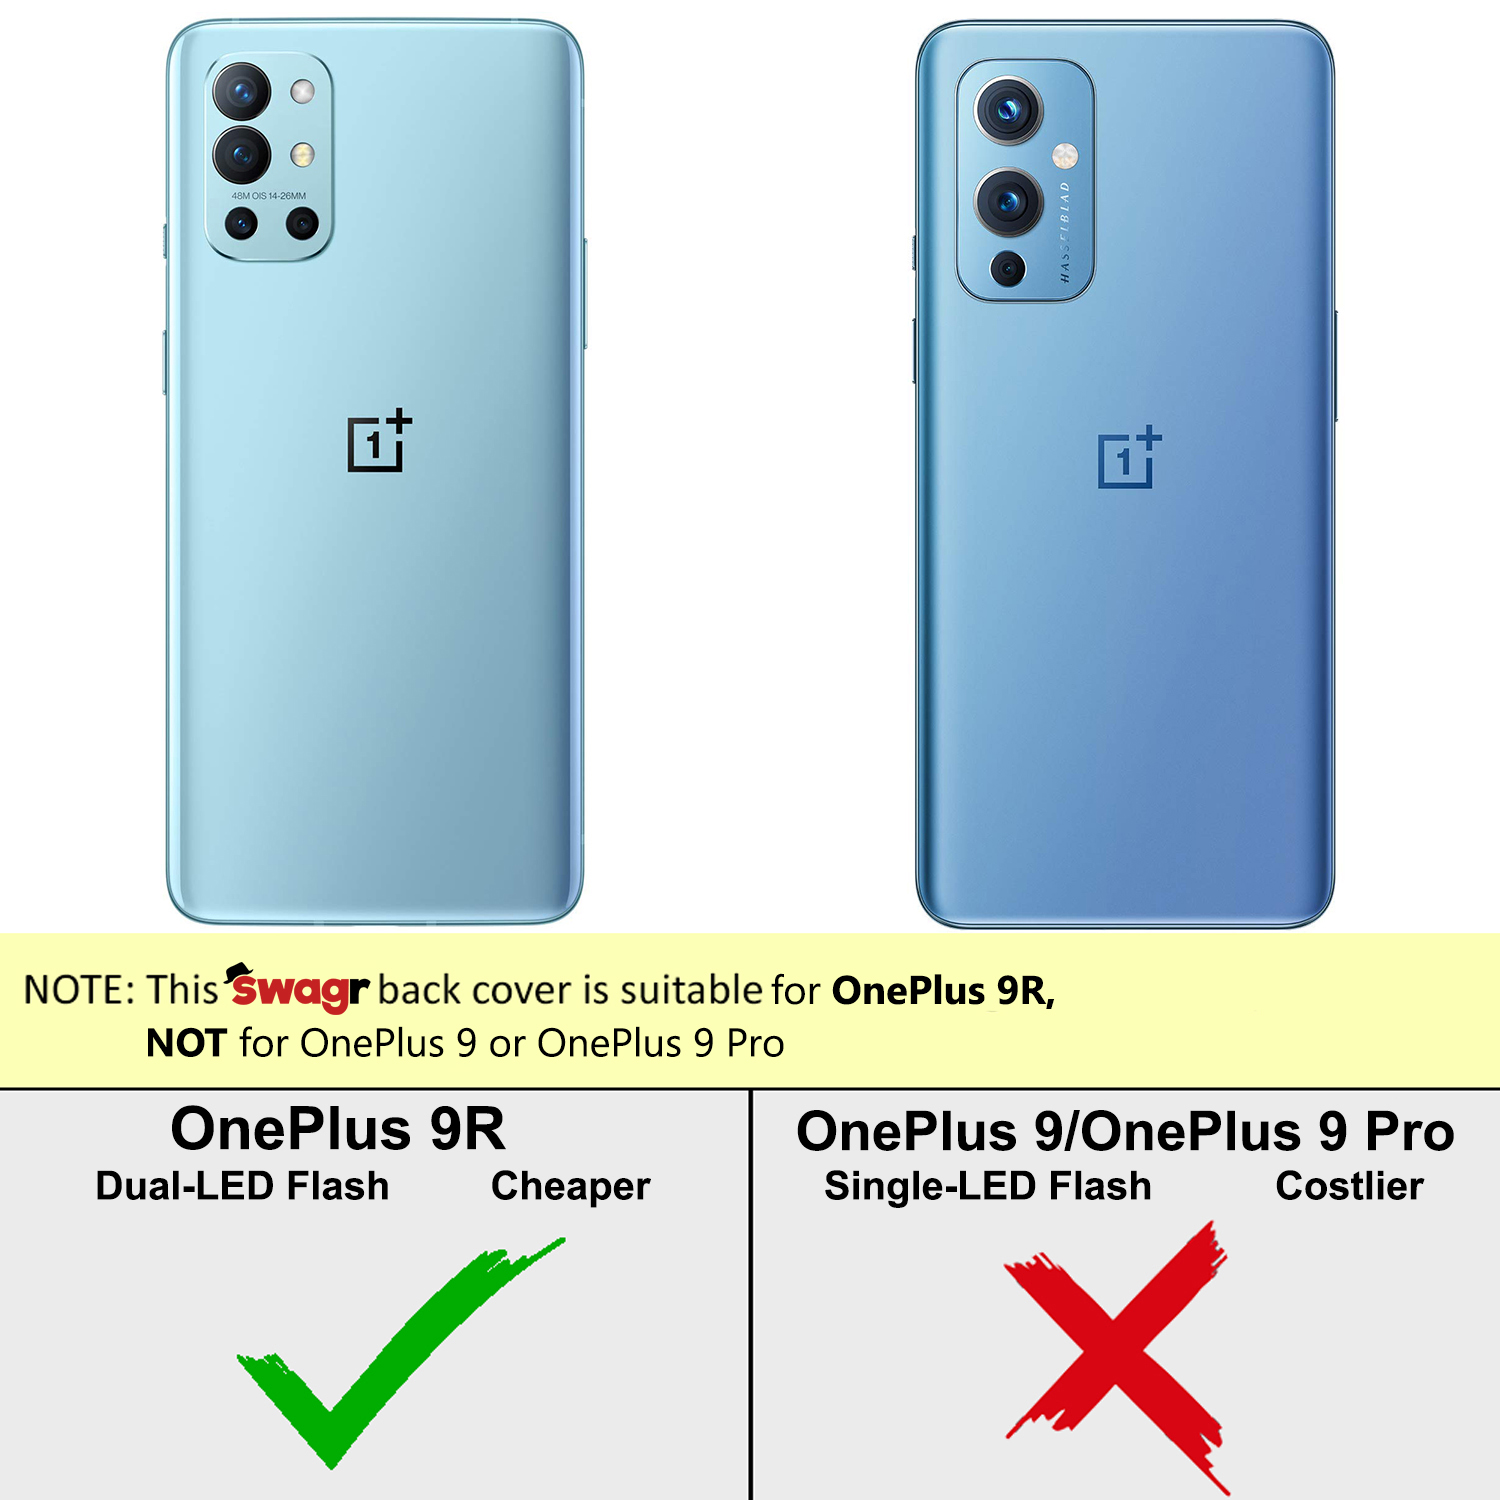 48M OIS 14-26MM
HASSELBLAD
1+
1+
NOTE: This swagr back cover is suitable for OnePlus 9R,
NOT for OnePlus 9 or OnePlus 9 Pro
OnePlus 9R
Dual-LED Flash Cheaper
OnePlus 9/OnePlus 9 Pro
Single-LED Flash Costlier